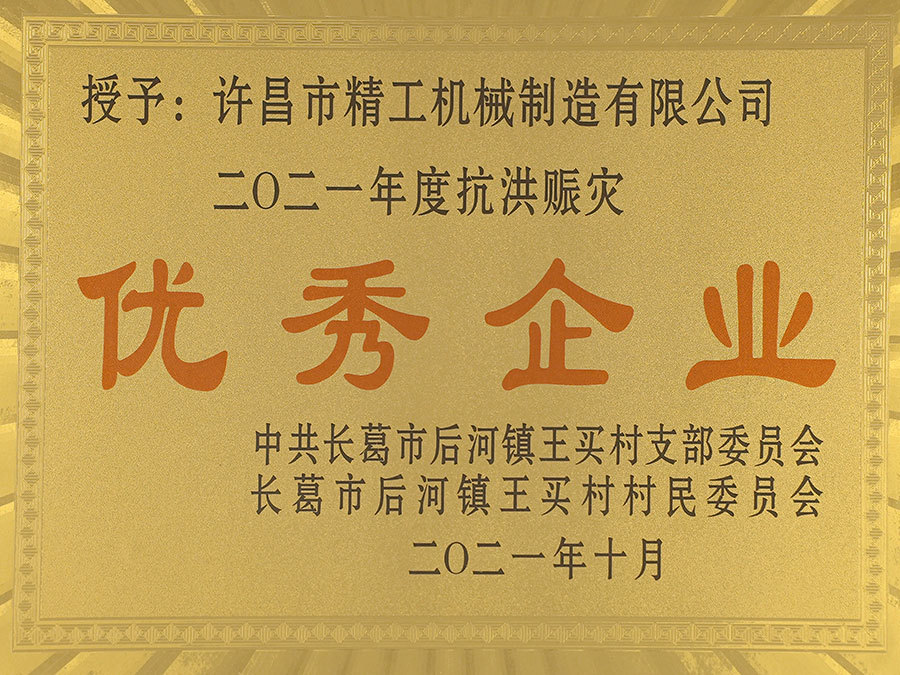 授予：许昌市精工机械制造有限公司
二〇二一年度抗洪赈灾
优秀企业
中共长葛市后河镇王买村支部委员会
长葛市后河镇王买村村民委员会
二〇二一年十月